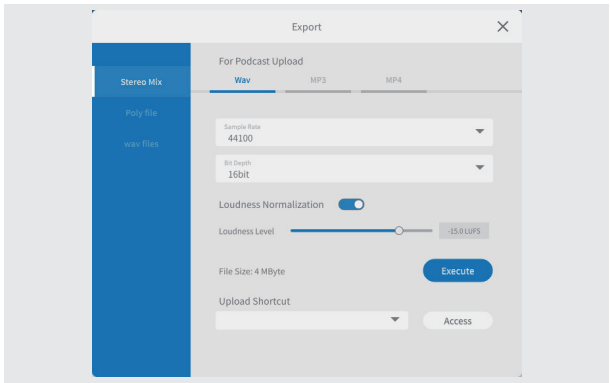 Export
Stereo Mix
Poly file
wav files
For Podcast Upload
Wav MP3 MP4
Sample Rate
44100
Bit Depth
16bit
Loudness Normalization
Loudness Level -15.0 LUFS
File Size: 4 MByte Execute
Upload Shortcut
Access